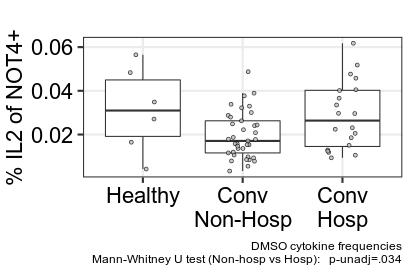 % IL2 of NOT4+
0.06
0.04
0.02
Healthy
Conv
Non-Hosp
Conv
Hosp
DMSO cytokine frequencies
Mann-Whitney U test (Non-hosp vs Hosp): p-unadj=.034